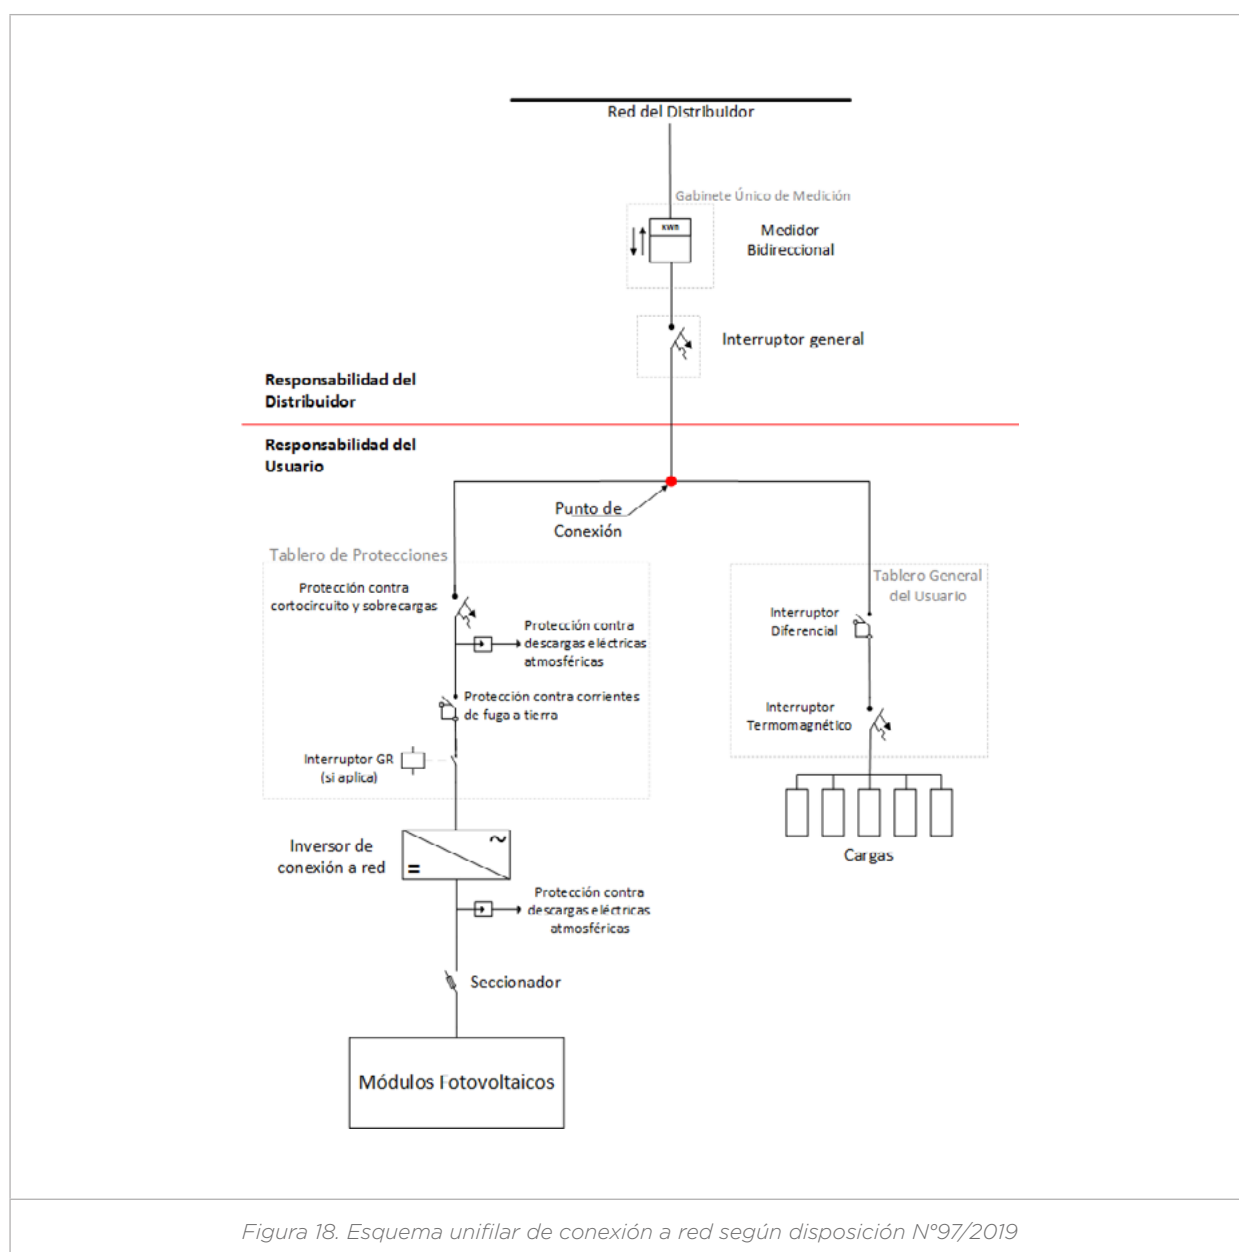 Red del Distribuidor
Gabinete Único de Medición
KWh
Medidor
Bidireccional
Interruptor general
Responsabilidad del
Distribuidor
Responsabilidad del
Usuario
Punto de
Conexión
Tablero de Protecciones
Protección contra
cortocircuito y sobrecargas
Protección contra
descargas eléctricas
atmosféricas
Protección contra corrientes
de fuga a tierra
Interruptor GR
(si aplica)
Tablero General
del Usuario
Interruptor
Diferencial
Interruptor
Termomagnético
Cargas
Inversor de
conexión a red
Protección contra
descargas eléctricas
atmosféricas
Seccionador
Módulos Fotovoltaicos
Figura 18. Esquema unifilar de conexión a red según disposición N°97/2019